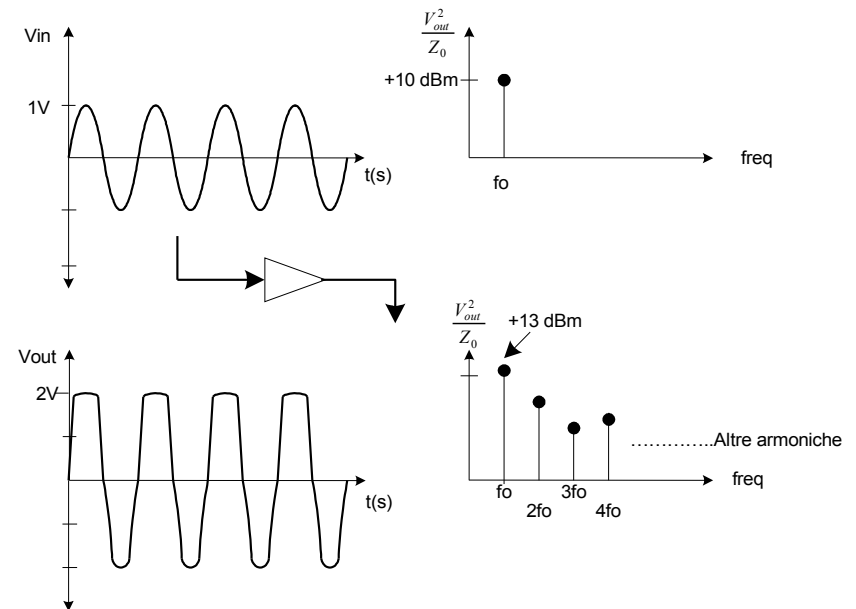 Vin
1V
t(s)
V²out
Z₀
+10 dBm
freq
fo
Vout
2V
t(s)
V²out
Z₀
+13 dBm
…………..Altre armoniche
freq
fo
2fo
3fo
4fo